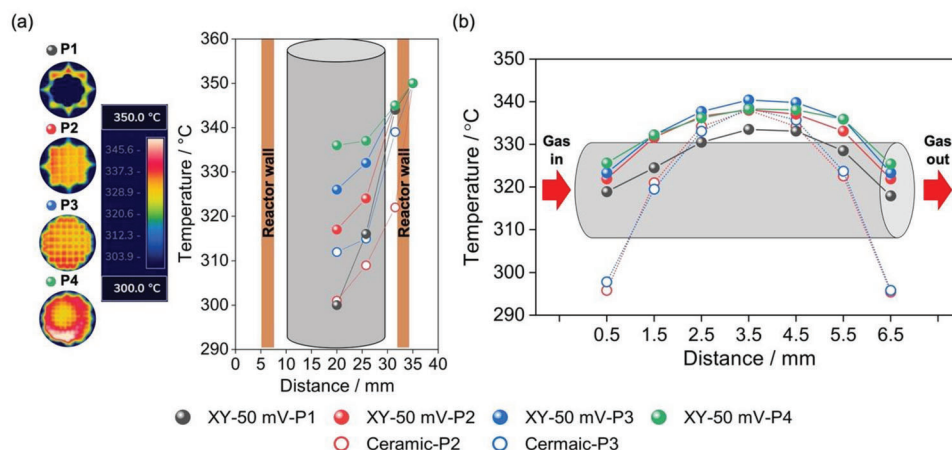 (a)
P1
P2
P3
P4
350.0 °C
345.6
337.3
328.9
320.6
312.3
303.9
300.0 °C
Temperature / °C
360
350
340
330
320
310
300
290
Reactor wall
Reactor wall
0 5 10 15 20 25 30 35 40
Distance / mm
(b)
Temperature / °C
340
330
320
310
300
290
Gas in
Gas out
0.5 1.5 2.5 3.5 4.5 5.5 6.5
Distance / mm
XY-50 mV-P1 XY-50 mV-P2 XY-50 mV-P3 XY-50 mV-P4
Ceramic-P2 Cermaic-P3